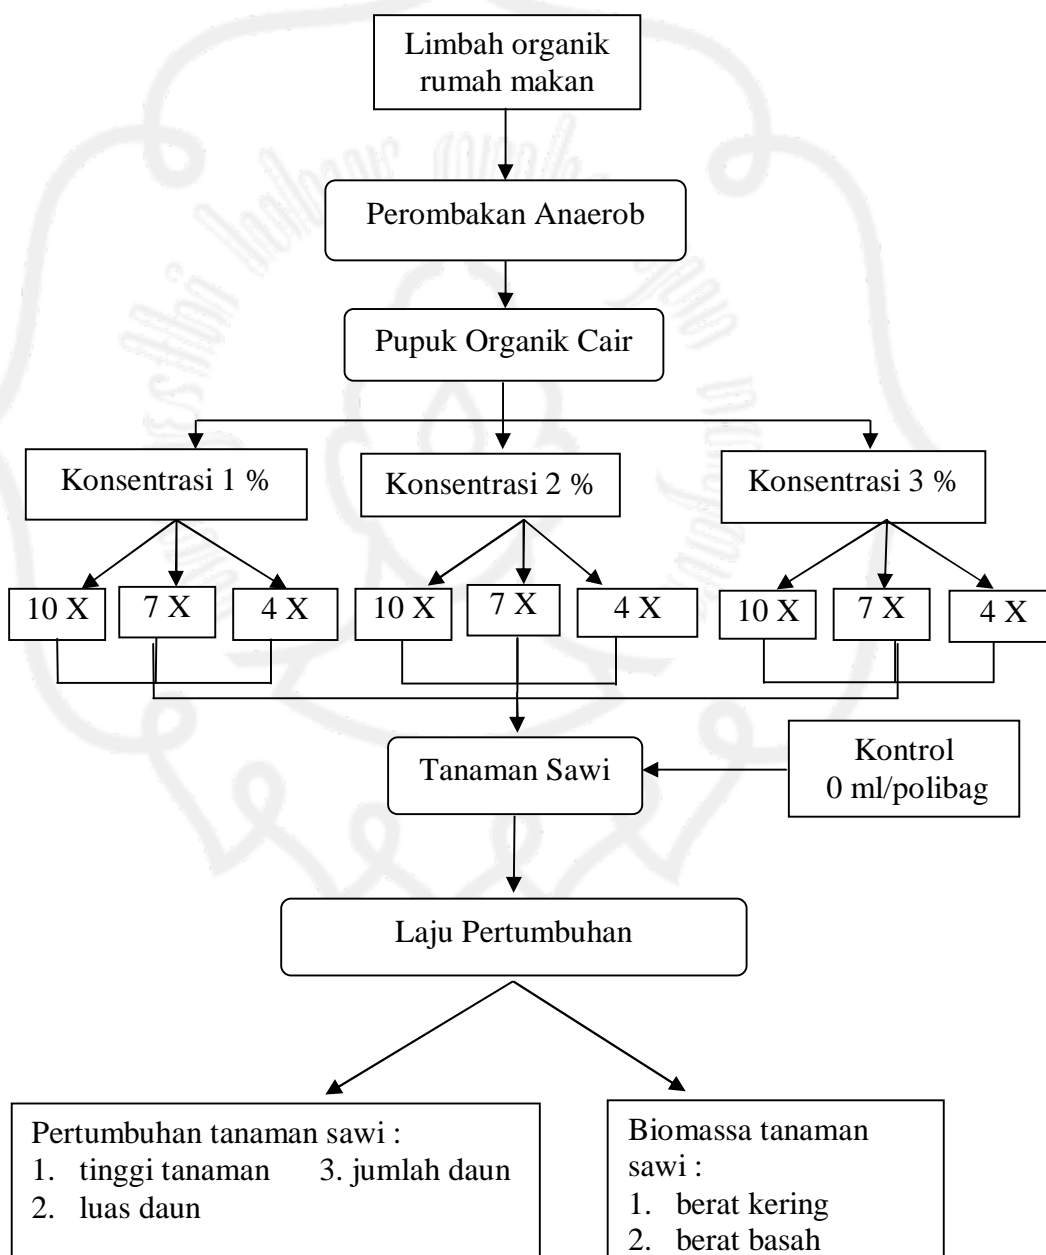 Limbah organik
rumah makan
Perombakan Anaerob
Pupuk Organik Cair
Konsentrasi 1 %
Konsentrasi 2 %
Konsentrasi 3 %
10 X
7 X
4 X
10 X
7 X
4 X
10 X
7 X
4 X
Tanaman Sawi
Kontrol
0 ml/polibag
Laju Pertumbuhan
Pertumbuhan tanaman sawi :
1. tinggi tanaman 3. jumlah daun
2. luas daun
Biomassa tanaman
sawi :
1. berat kering
2. berat basah